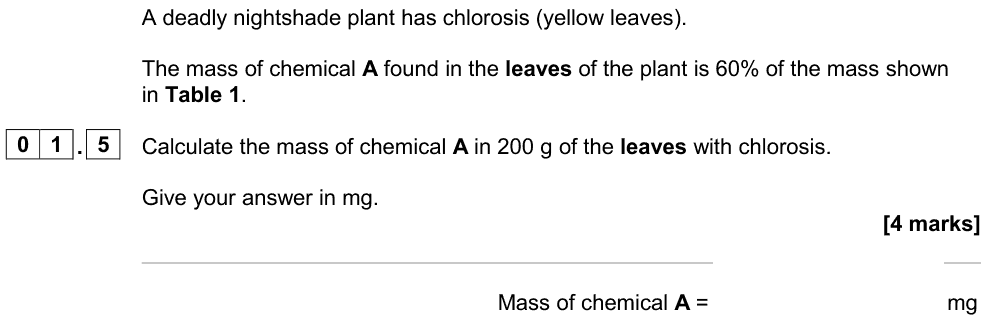 A deadly nightshade plant has chlorosis (yellow leaves).
The mass of chemical A found in the leaves of the plant is 60% of the mass shown
in Table 1.
0 1 . 5 Calculate the mass of chemical A in 200 g of the leaves with chlorosis.
Give your answer in mg.
[4 marks]
Mass of chemical A = mg